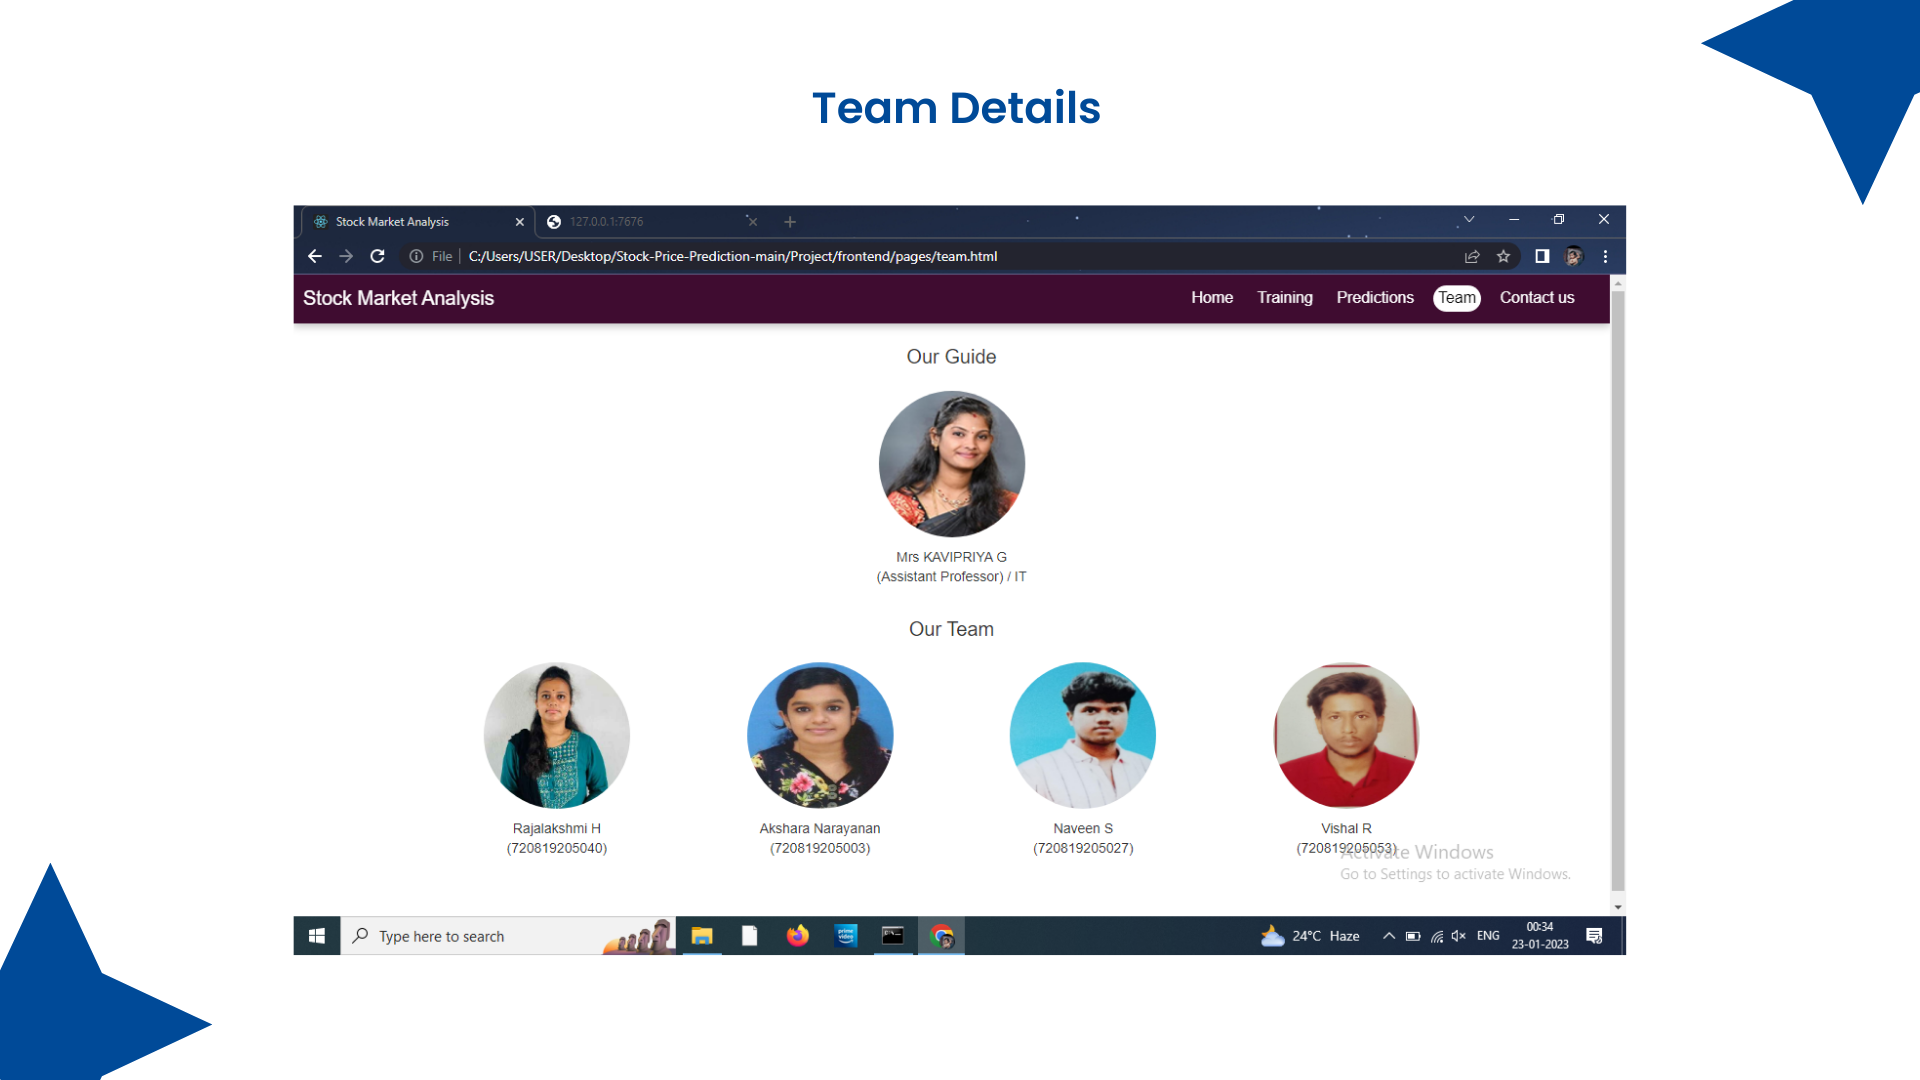 Team Details
Stock Market Analysis
127.0.0.1:7676
File
C:/Users/USER/Desktop/Stock-Price-Prediction-main/Project/frontend/pages/team.html
Stock Market Analysis
Home
Training
Predictions
Team
Contact us
Our Guide
Mrs KAVIPRIYA G
(Assistant Professor) / IT
Our Team
Rajalakshmi H
(720819205040)
Akshara Narayanan
(720819205003)
Naveen S
(720819205027)
Vishal R
(720819205053)
Activate Windows
Go to Settings to activate Windows.
Type here to search
prime video
24°C Haze
ENG
00:34
23-01-2023